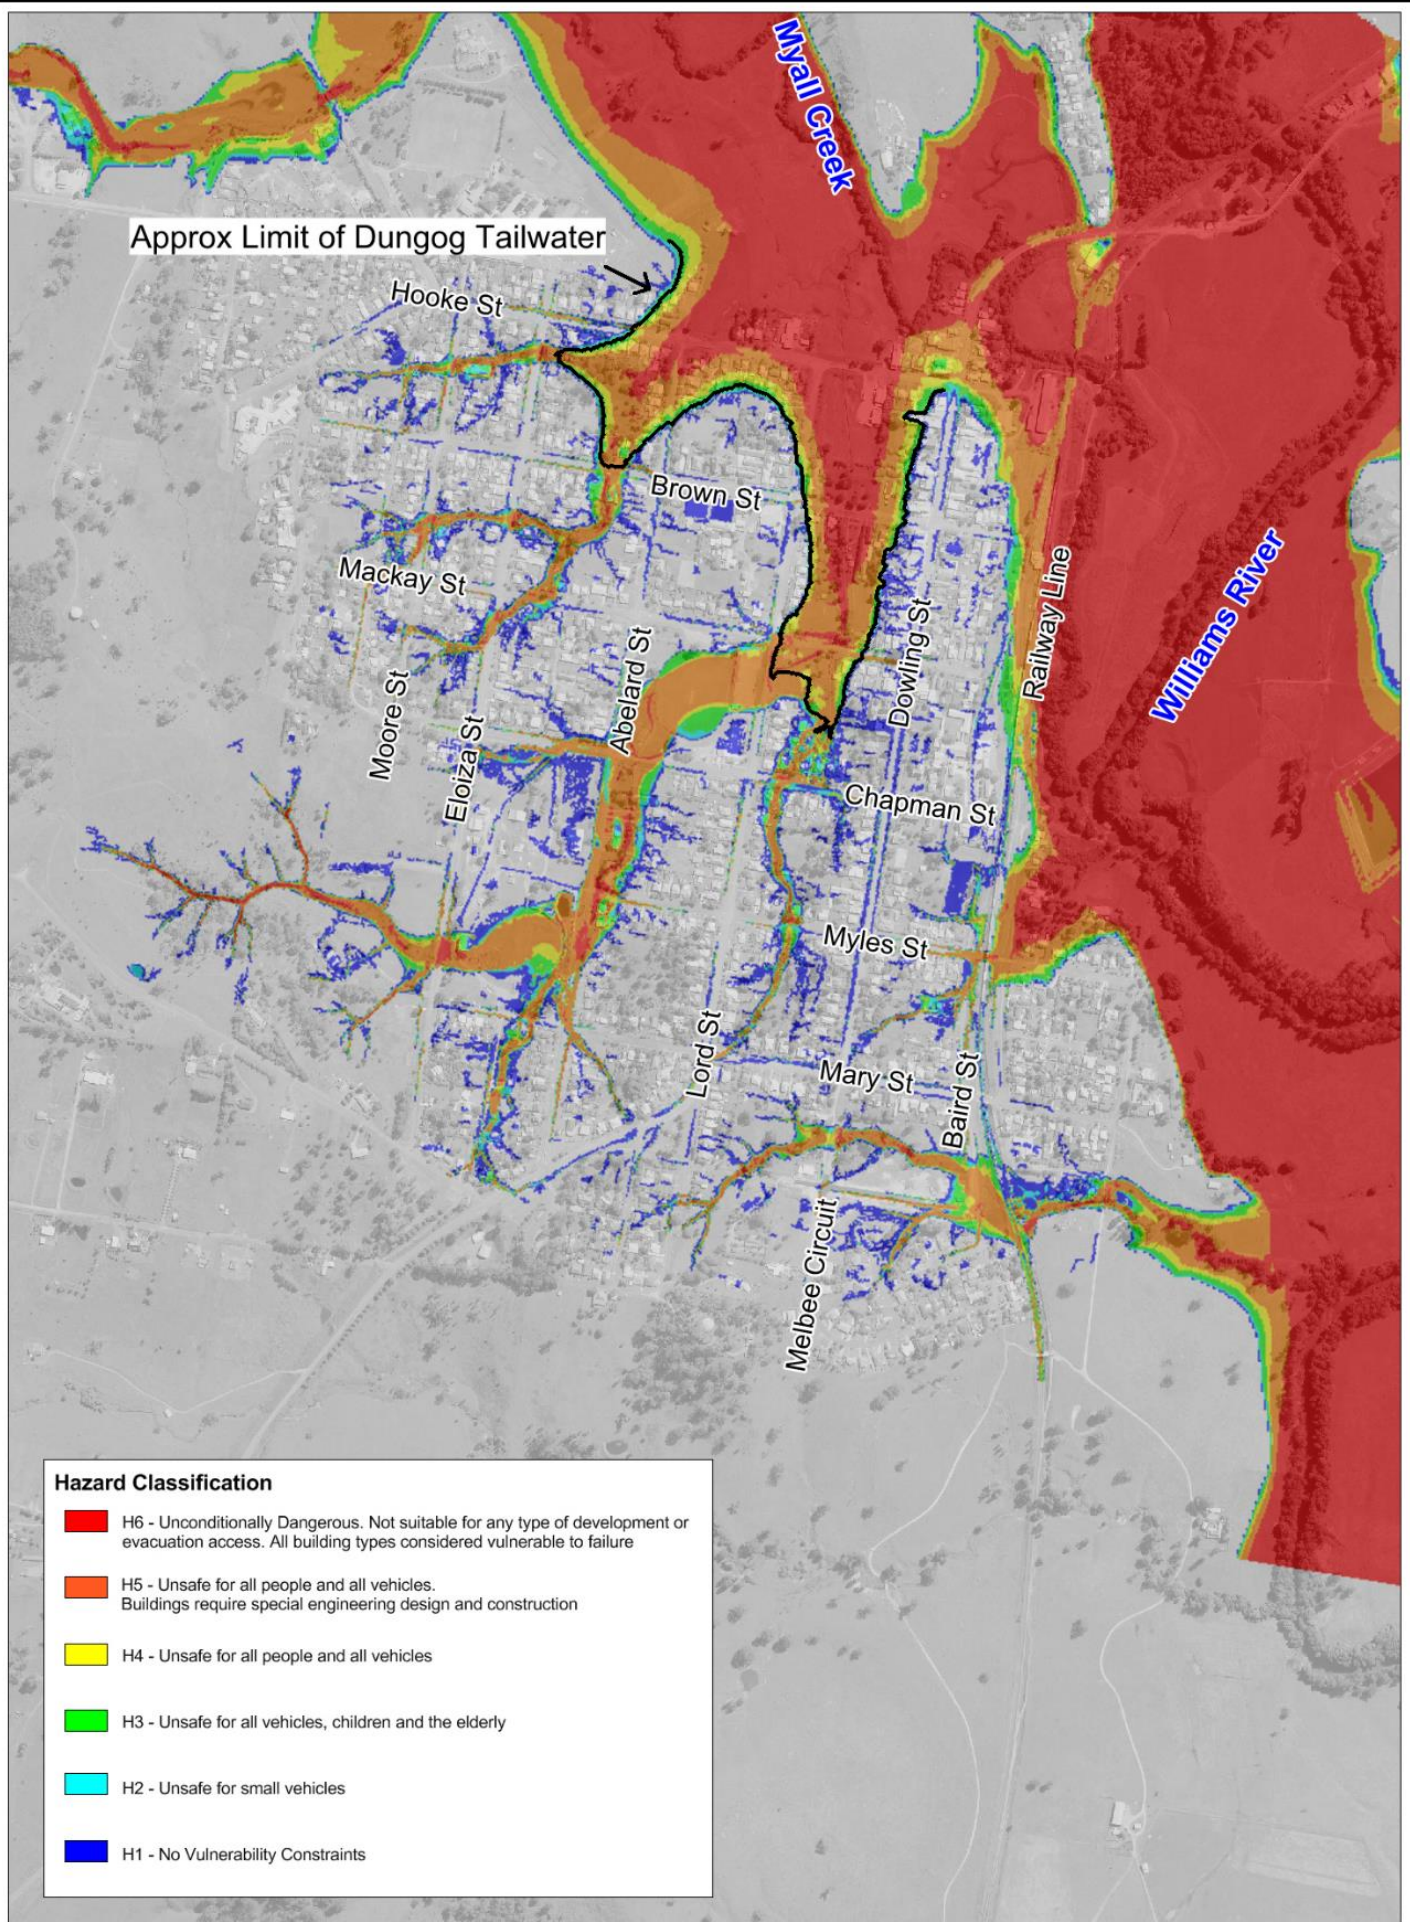 Myall Creek
Approx Limit of Dungog Tailwater
Hooke St
Brown St
Mackay St
Railway Line
Williams River
Dowling St
Abelard St
Moore St
Eloiza St
Chapman St
Myles St
Lord St
Mary St
Baird St
Melbee Circuit
Hazard Classification
H6 - Unconditionally Dangerous. Not suitable for any type of development or
evacuation access. All building types considered vulnerable to failure
H5 - Unsafe for all people and all vehicles.
Buildings require special engineering design and construction
H4 - Unsafe for all people and all vehicles
H3 - Unsafe for all vehicles, children and the elderly
H2 - Unsafe for small vehicles
H1 - No Vulnerability Constraints